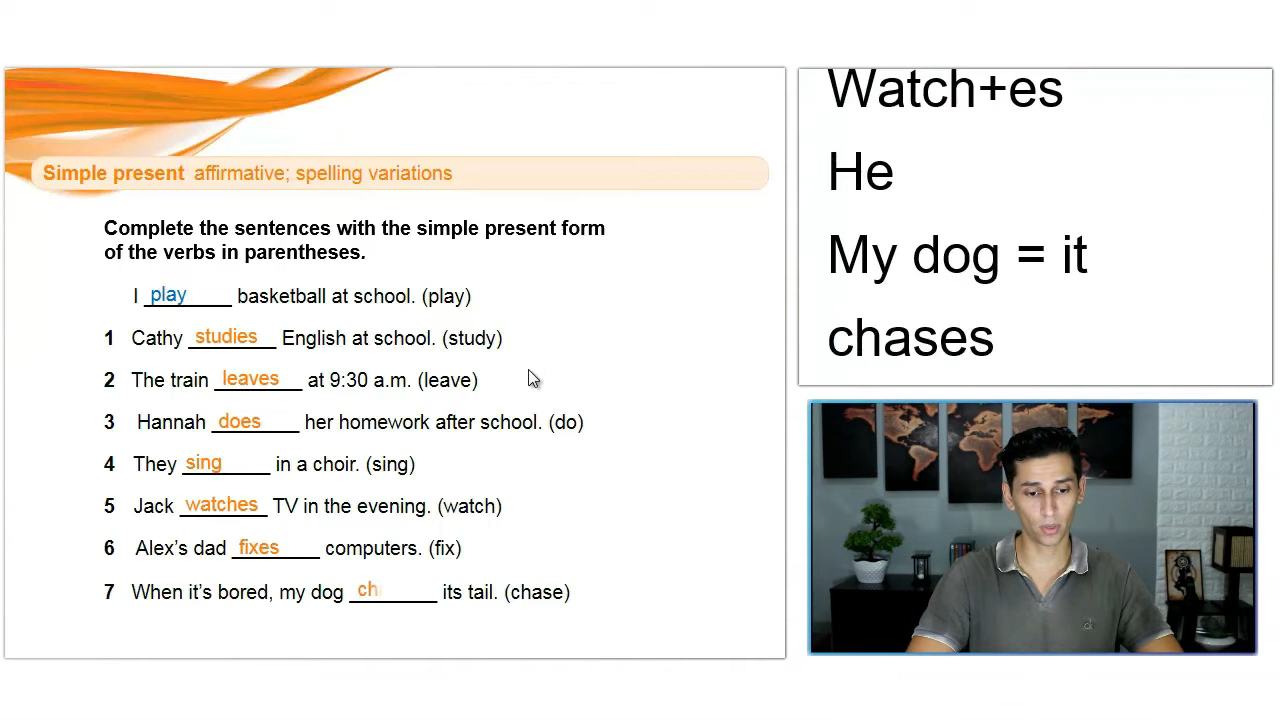 Simple present affirmative; spelling variations
Complete the sentences with the simple present form
of the verbs in parentheses.
I play basketball at school. (play)
1 Cathy studies English at school. (study)
2 The train leaves at 9:30 a.m. (leave)
3 Hannah does her homework after school. (do)
4 They sing in a choir. (sing)
5 Jack watches TV in the evening. (watch)
6 Alex's dad fixes computers. (fix)
7 When it's bored, my dog ch its tail. (chase)
Watch+es
He
My dog = it
chases